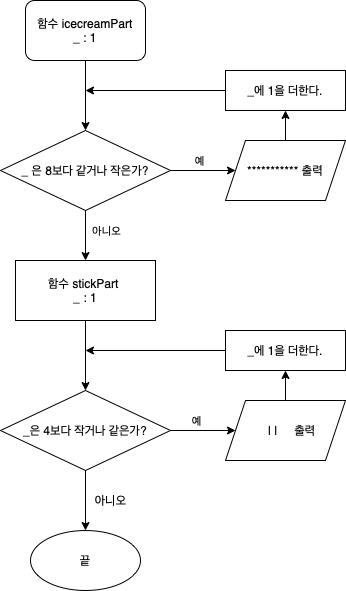 함수 icecreamPart
_ : 1
_에 1을 더한다.
_ 은 8보다 같거나 작은가?
예
*********** 출력
아니오
함수 stickPart
_ : 1
_에 1을 더한다.
_은 4보다 작거나 같은가?
예
| | 출력
아니오
끝